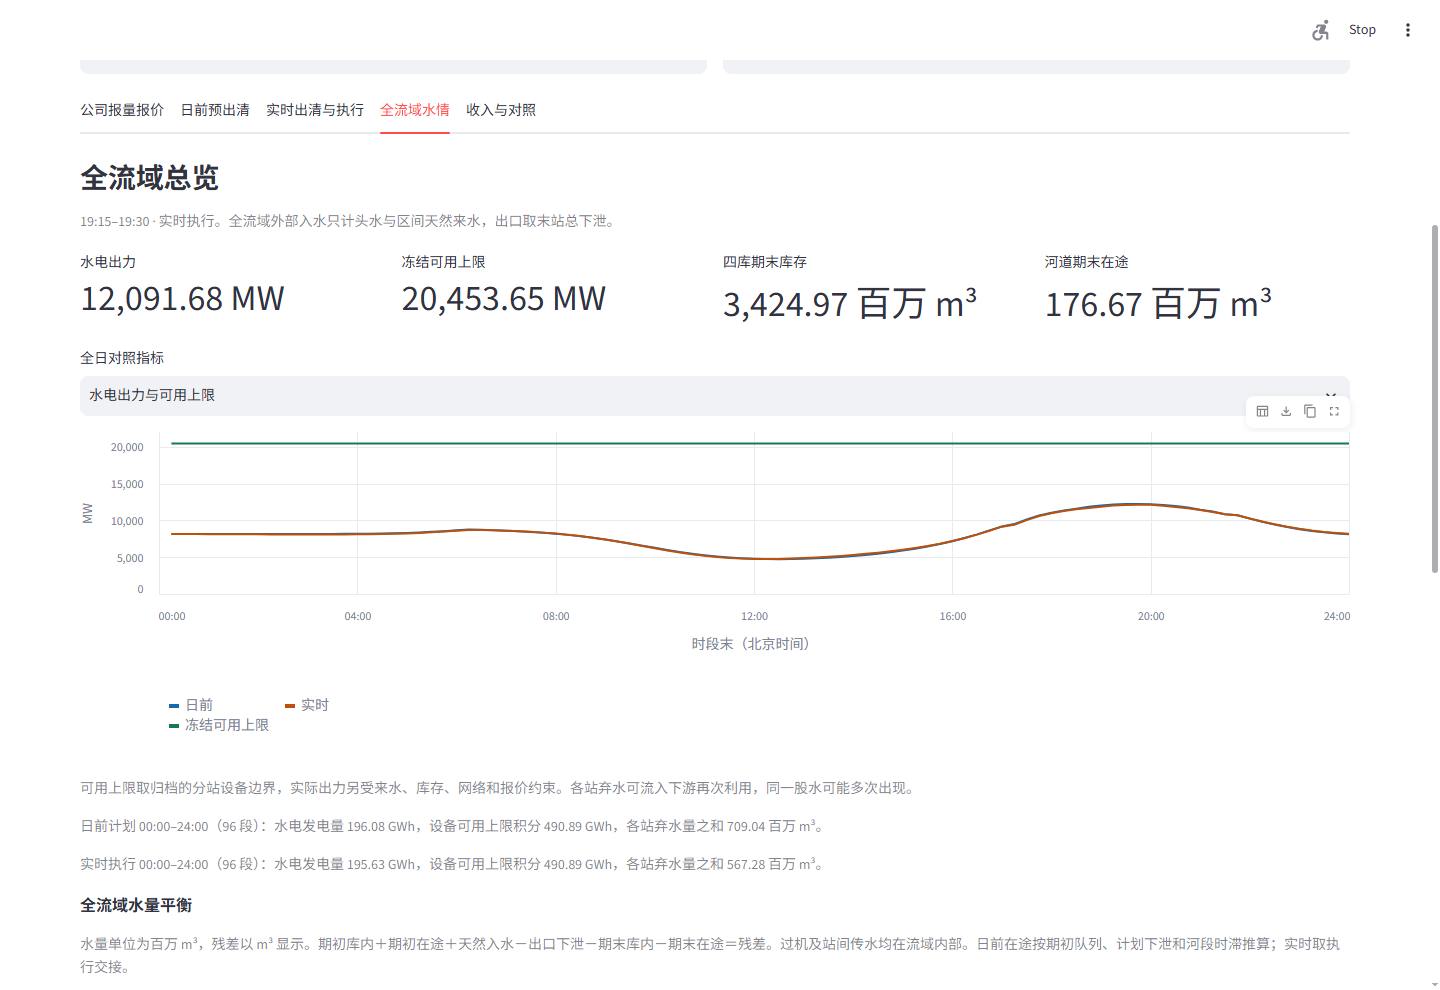 Stop
公司报量报价 日前预出清 实时出清与执行 全流域水情 收入与对照
全流域总览
19:15–19:30 · 实时执行。全流域外部入水只计头水与区间天然来水，出口取末站总下泄。
水电出力 冻结可用上限 四库期末库存 河道期末在途
12,091.68 MW 20,453.65 MW 3,424.97 百万 m³ 176.67 百万 m³
全日对照指标
水电出力与可用上限
20,000
15,000
10,000
5,000
0
MW
00:00 04:00 08:00 12:00 16:00 20:00 24:00
时段末（北京时间）
日前 实时
冻结可用上限
可用上限取归档的分站设备边界，实际出力另受来水、库存、网络和报价约束。各站弃水可流入下游再次利用，同一股水可能多次出现。
日前计划 00:00–24:00（96 段）：水电发电量 196.08 GWh，设备可用上限积分 490.89 GWh，各站弃水量之和 709.04 百万 m³。
实时执行 00:00–24:00（96 段）：水电发电量 195.63 GWh，设备可用上限积分 490.89 GWh，各站弃水量之和 567.28 百万 m³。
全流域水量平衡
水量单位为百万 m³，残差以 m³ 显示。期初库内＋期初在途＋天然入水－出口下泄－期末库内－期末在途＝残差。过机及站间传水均在流域内部。日前在途按期初队列、计划下泄和河段时滞推算；实时取执
行交接。